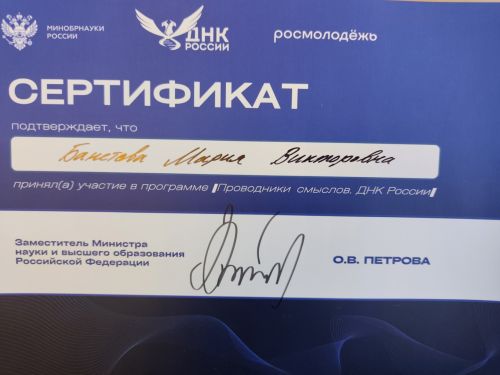 МИНОБРНАУКИ
РОССИИ
ДНК
РОССИИ
РОСМОЛОДЁЖЬ
СЕРТИФИКАТ
подтверждает, что
Мария Викторовна
принял(а) участие в программе «Проводники смыслов. ДНК России»
Заместитель Министра
науки и высшего образования
Российской Федерации
О.В. ПЕТРОВА